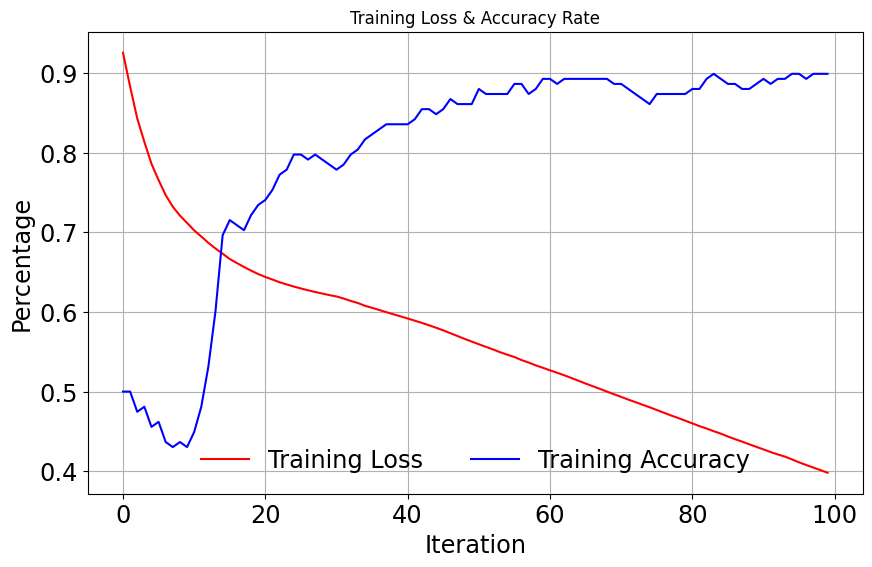 Training Loss & Accuracy Rate
0.9
0.8
0.7
0.6
0.5
0.4
Percentage
Training Loss Training Accuracy
0 20 40 60 80 100
Iteration